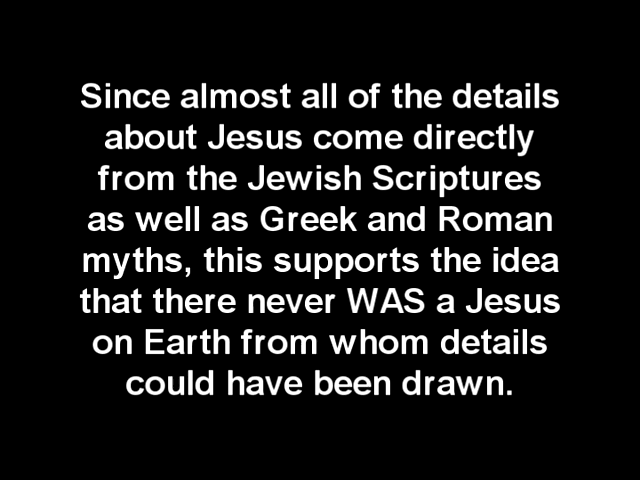 Since almost all of the details
about Jesus come directly
from the Jewish Scriptures
as well as Greek and Roman
myths, this supports the idea
that there never WAS a Jesus
on Earth from whom details
could have been drawn.